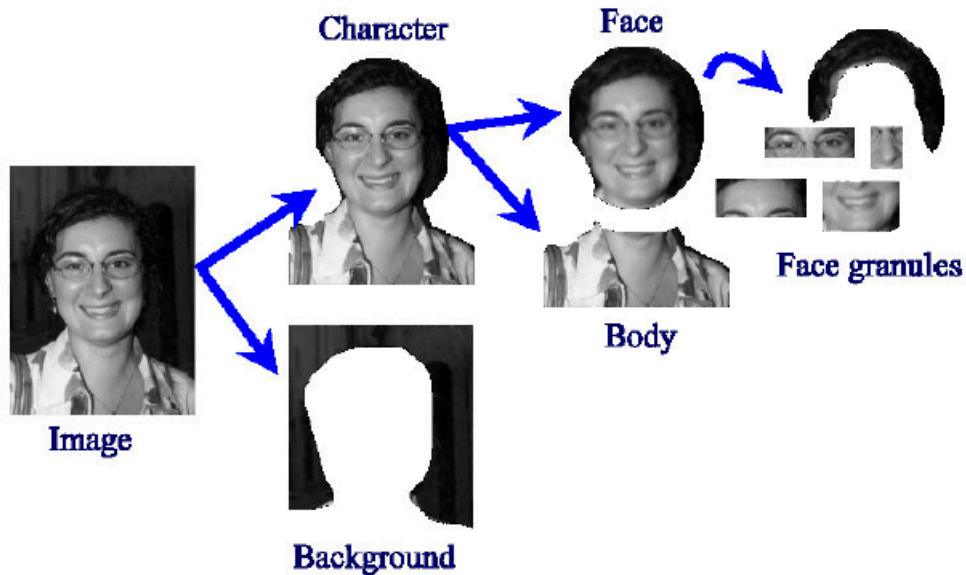 Character
Face
Face granules
Body
Image
Background